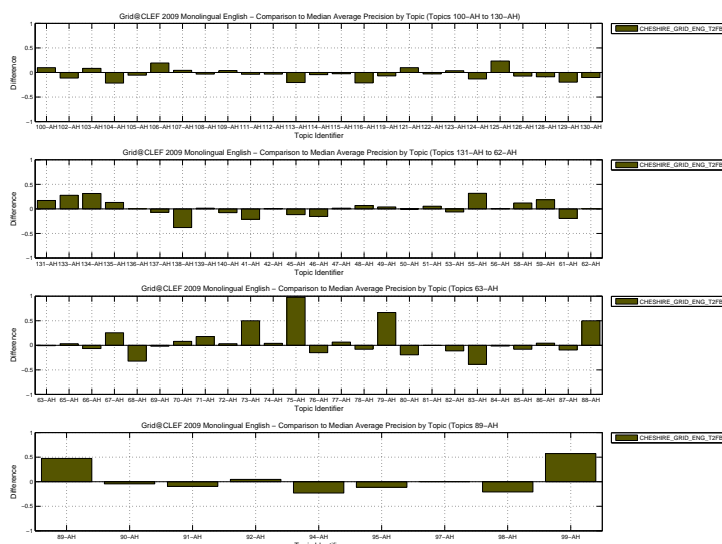 Grid@CLEF 2009 Monolingual English − Comparison to Median Average Precision by Topic (Topics 100−AH to 130−AH)
CHESHIRE_GRID_ENG_T2FB
1
0.5
0
−0.5
−1
Difference
100−AH 102−AH 103−AH 104−AH 105−AH 106−AH 107−AH 108−AH 109−AH 110−AH 111−AH 112−AH 113−AH 114−AH 115−AH 116−AH 119−AH 121−AH 122−AH 123−AH 124−AH 125−AH 126−AH 128−AH 129−AH 130−AH
Topic Identifier
Grid@CLEF 2009 Monolingual English − Comparison to Median Average Precision by Topic (Topics 131−AH to 62−AH
CHESHIRE_GRID_ENG_T2FB
1
0.5
0
−0.5
−1
Difference
131−AH 133−AH 134−AH 135−AH 136−AH 137−AH 138−AH 139−AH 140−AH 41−AH 42−AH 45−AH 46−AH 47−AH 48−AH 49−AH 50−AH 51−AH 53−AH 55−AH 56−AH 58−AH 59−AH 61−AH 62−AH
Topic Identifier
Grid@CLEF 2009 Monolingual English − Comparison to Median Average Precision by Topic (Topics 63−AH
CHESHIRE_GRID_ENG_T2FB
1
0.5
0
−0.5
−1
Difference
63−AH 65−AH 66−AH 67−AH 68−AH 69−AH 70−AH 71−AH 72−AH 73−AH 74−AH 75−AH 76−AH 77−AH 78−AH 79−AH 80−AH 81−AH 82−AH 83−AH 84−AH 85−AH 86−AH 87−AH 88−AH
Topic Identifier
Grid@CLEF 2009 Monolingual English − Comparison to Median Average Precision by Topic (Topics 89−AH
CHESHIRE_GRID_ENG_T2FB
1
0.5
0
−0.5
−1
Difference
89−AH 90−AH 91−AH 92−AH 94−AH 95−AH 97−AH 98−AH 99−AH
Topic Identifier